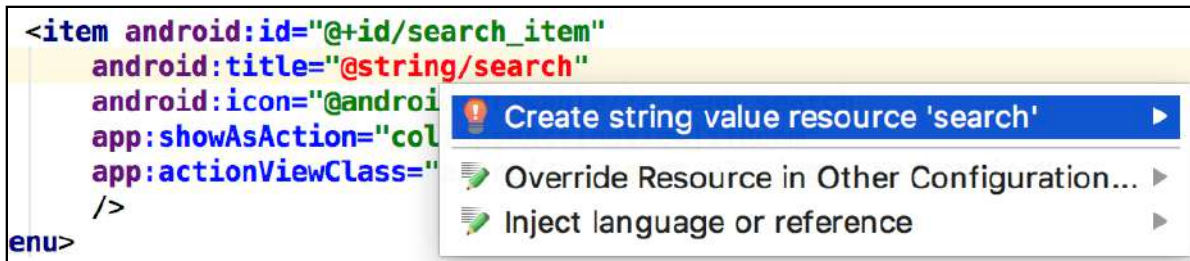 <item android:id="@+id/search_item"
android:title="@string/search"
android:icon="@androi
app:showAsAction="col
app:actionViewClass="
/>
enu>
Create string value resource 'search'
Override Resource in Other Configuration...
Inject language or reference